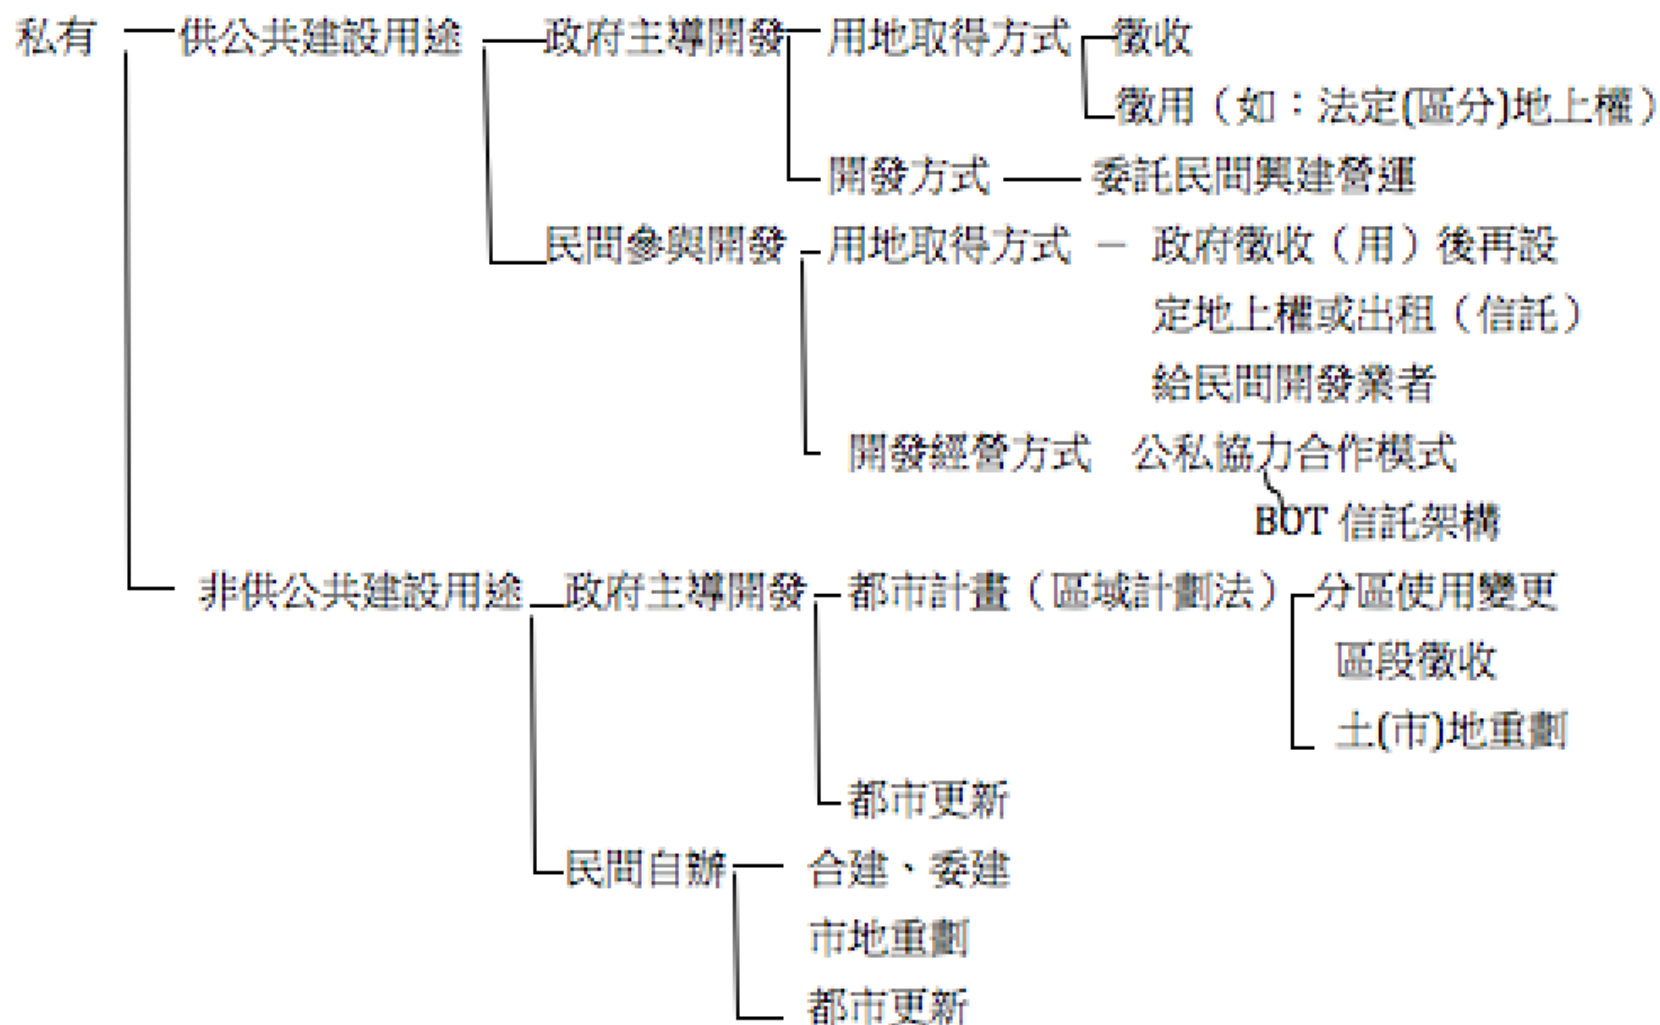 私有 供公共建設用途 政府主導開發 用地取得方式 徵收
徵用（如：法定(區分)地上權）
開發方式 委託民間興建營運
民間參與開發 用地取得方式 － 政府徵收（用）後再設
定地上權或出租（信託）
給民間開發業者
開發經營方式 公私協力合作模式
BOT 信託架構
非供公共建設用途 政府主導開發 都市計畫（區域計劃法） 分區使用變更
區段徵收
土(市)地重劃
都市更新
民間自辦 合建、委建
市地重劃
都市更新